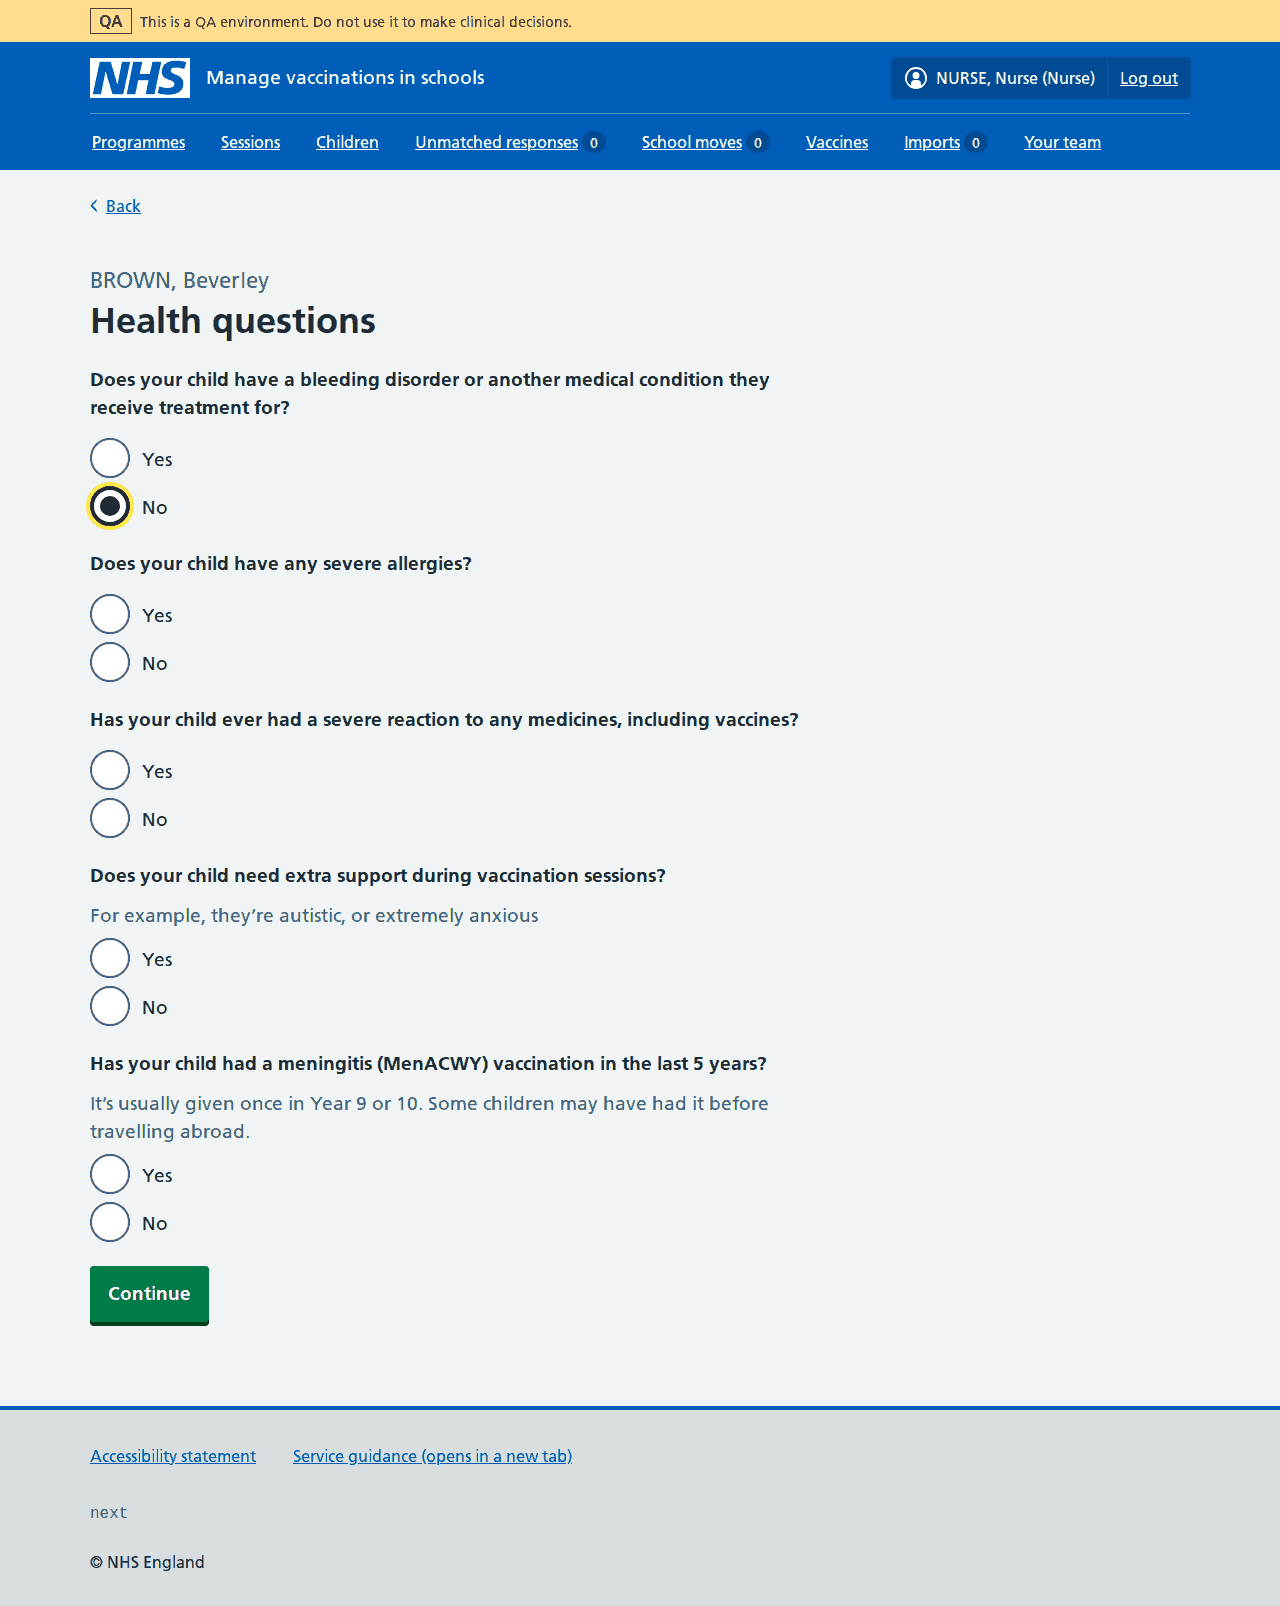 QA This is a QA environment. Do not use it to make clinical decisions.
NHS Manage vaccinations in schools NURSE, Nurse (Nurse) Log out
Programmes Sessions Children Unmatched responses 0 School moves 0 Vaccines Imports 0 Your team
Back
BROWN, Beverley
Health questions
Does your child have a bleeding disorder or another medical condition they
receive treatment for?
Yes
No
Does your child have any severe allergies?
Yes
No
Has your child ever had a severe reaction to any medicines, including vaccines?
Yes
No
Does your child need extra support during vaccination sessions?
For example, they’re autistic, or extremely anxious
Yes
No
Has your child had a meningitis (MenACWY) vaccination in the last 5 years?
It’s usually given once in Year 9 or 10. Some children may have had it before
travelling abroad.
Yes
No
Continue
Accessibility statement Service guidance (opens in a new tab)
next
© NHS England